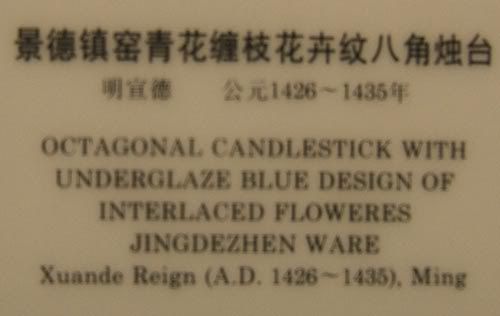 景德镇窑青花缠枝花卉纹八角烛台
明宣德 公元1426~1435年
OCTAGONAL CANDLESTICK WITH
UNDERGLAZE BLUE DESIGN OF
INTERLACED FLOWERES
JINGDEZHEN WARE
Xuande Reign (A.D. 1426~1435), Ming